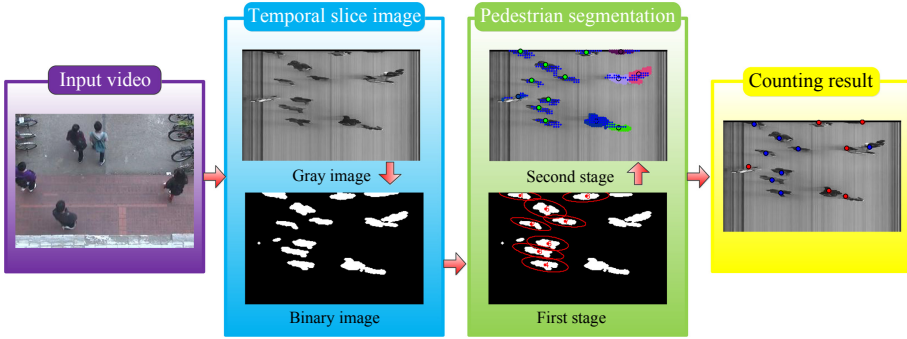 Input video
Temporal slice image
Gray image
Binary image
Pedestrian segmentation
Second stage
First stage
Counting result